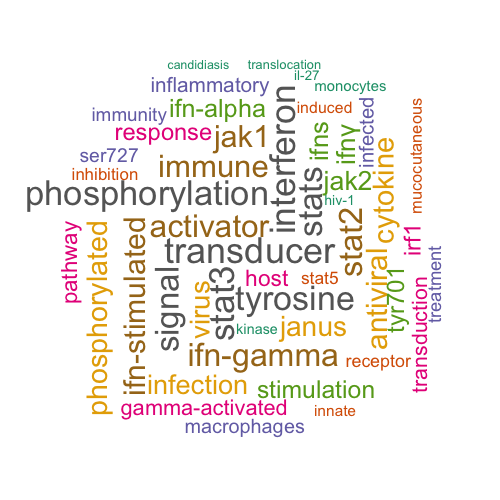 candidiasis
translocation
il-27
inflammatory
monocytes
ifn-alpha
induced
immunity
interferon
infected
mucocutaneous
response
jak1
ifns
ifnγ
ser727
immune
cytokine
inhibition
stats
jak2
phosphorylation
hiv-1
activator
stat2
irf1
pathway
phosphorylated
ifn-stimulated
signal
transducer
antiviral
treatment
virus
stat3
host
stat5
tyr701
tyrosine
transduction
kinase
janus
ifn-gamma
receptor
infection
stimulation
gamma-activated
innate
macrophages